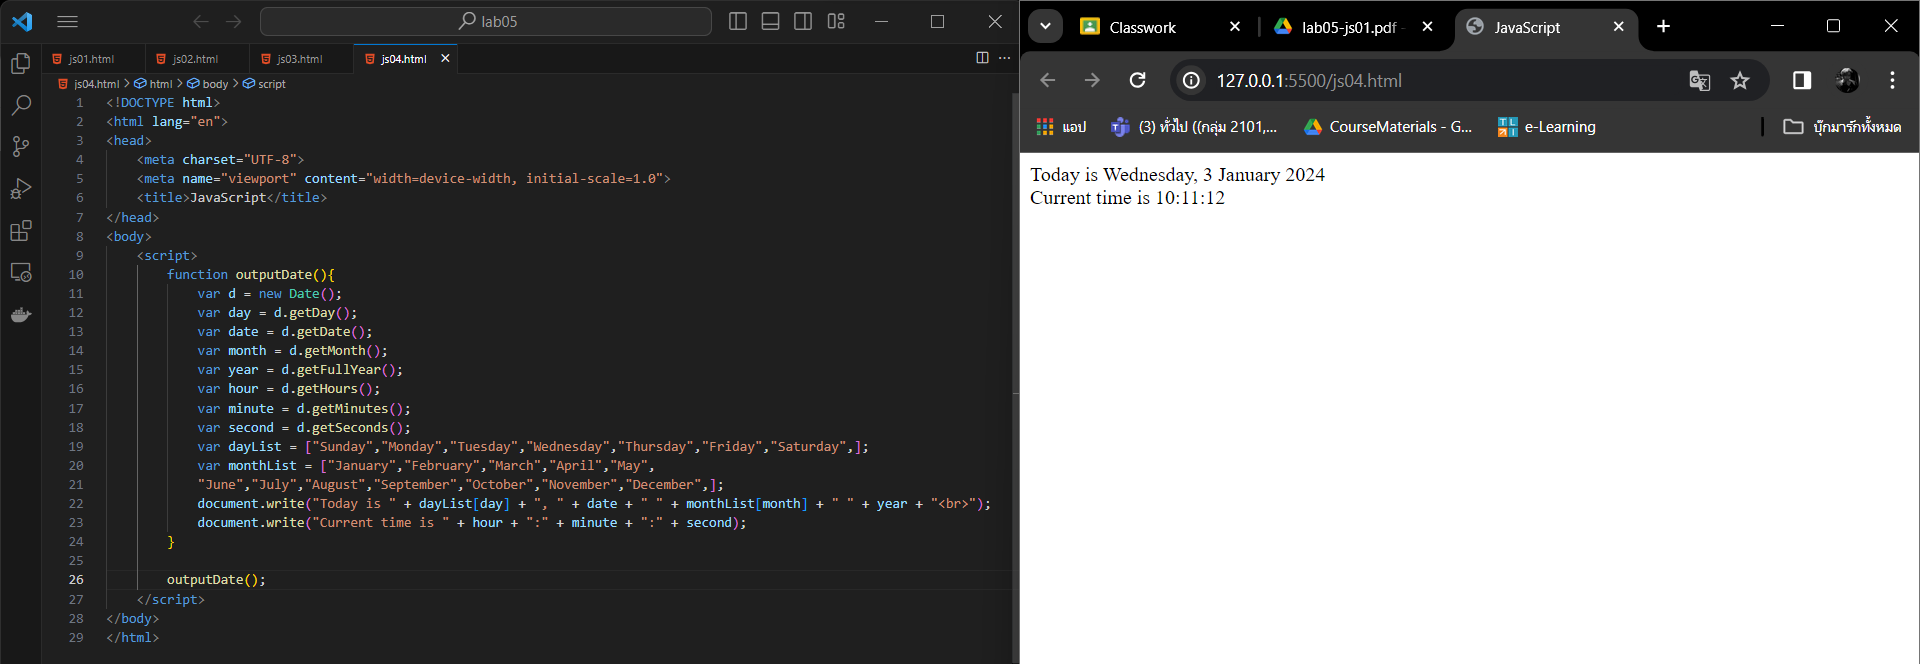 lab05
js01.html
js02.html
js03.html
js04.html
js04.html > html > body > script
1 <!DOCTYPE html>
2 <html lang="en">
3 <head>
4 <meta charset="UTF-8">
5 <meta name="viewport" content="width=device-width, initial-scale=1.0">
6 <title>JavaScript</title>
7 </head>
8 <body>
9 <script>
10 function outputDate(){
11 var d = new Date();
12 var day = d.getDay();
13 var date = d.getDate();
14 var month = d.getMonth();
15 var year = d.getFullYear();
16 var hour = d.getHours();
17 var minute = d.getMinutes();
18 var second = d.getSeconds();
19 var dayList = ["Sunday","Monday","Tuesday","Wednesday","Thursday","Friday","Saturday",];
20 var monthList = ["January","February","March","April","May",
21 "June","July","August","September","October","November","December",];
22 document.write("Today is " + dayList[day] + ", " + date + " " + monthList[month] + " " + year + "<br>");
23 document.write("Current time is " + hour + ":" + minute + ":" + second);
24 }
25
26 outputDate();
27 </script>
28 </body>
29 </html>
Classwork
lab05-js01.pdf -
JavaScript
127.0.0.1:5500/js04.html
แอป
(3) ทั่วไป ((กลุ่ม 2101,...
CourseMaterials - G...
TL
e-Learning
บุ๊กมาร์กทั้งหมด
Today is Wednesday, 3 January 2024
Current time is 10:11:12